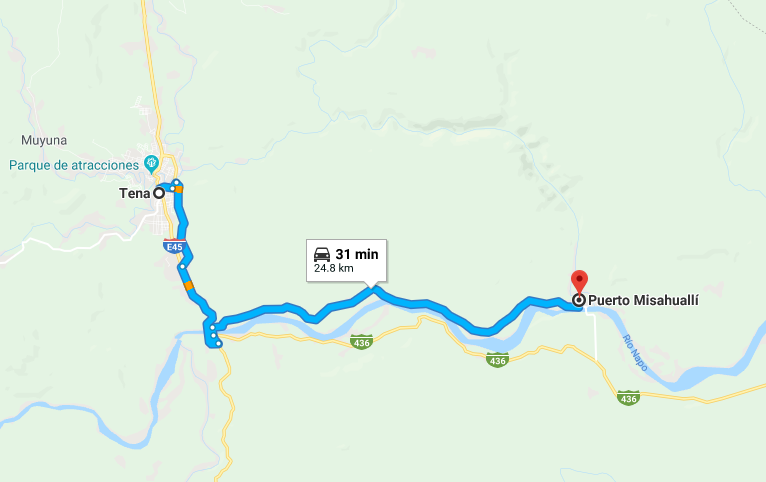 Muyuna
Parque de atracciones
Tena
E45
31 min
24.8 km
Puerto Misahuallí
436
436
436
Río Napo